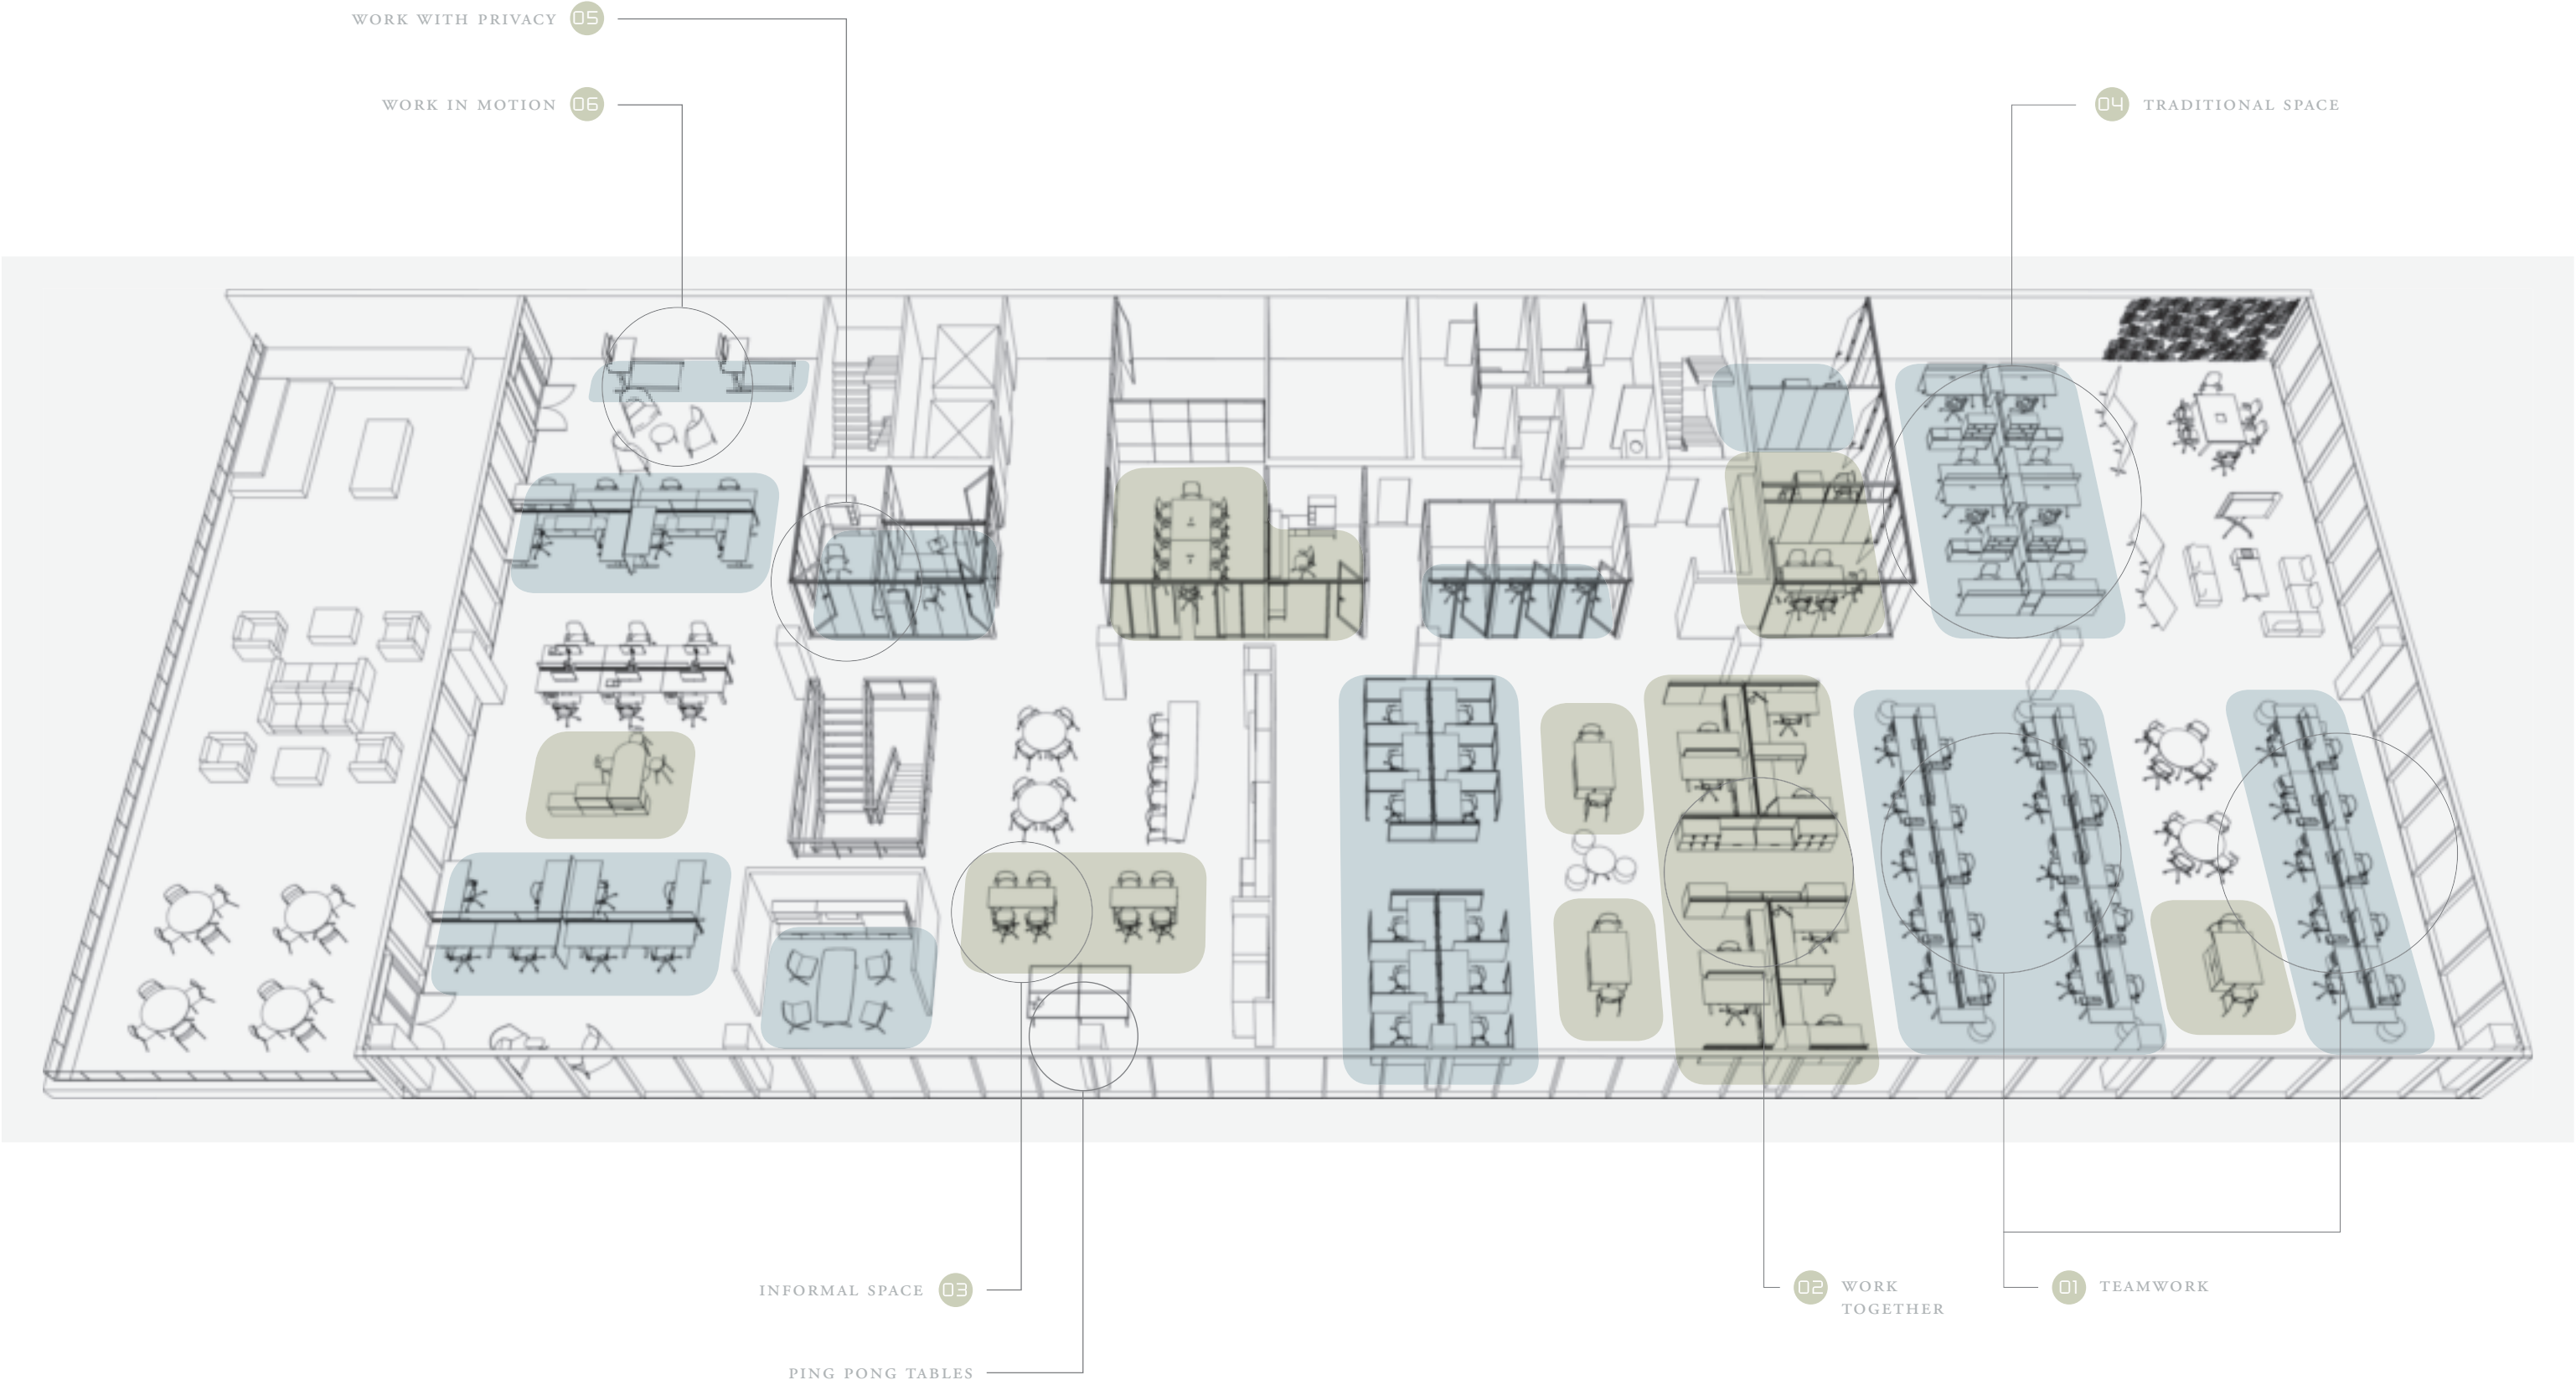 WORK WITH PRIVACY 05
WORK IN MOTION 06
04 TRADITIONAL SPACE
INFORMAL SPACE 03
02 WORK
TOGETHER
01 TEAMWORK
PING PONG TABLES